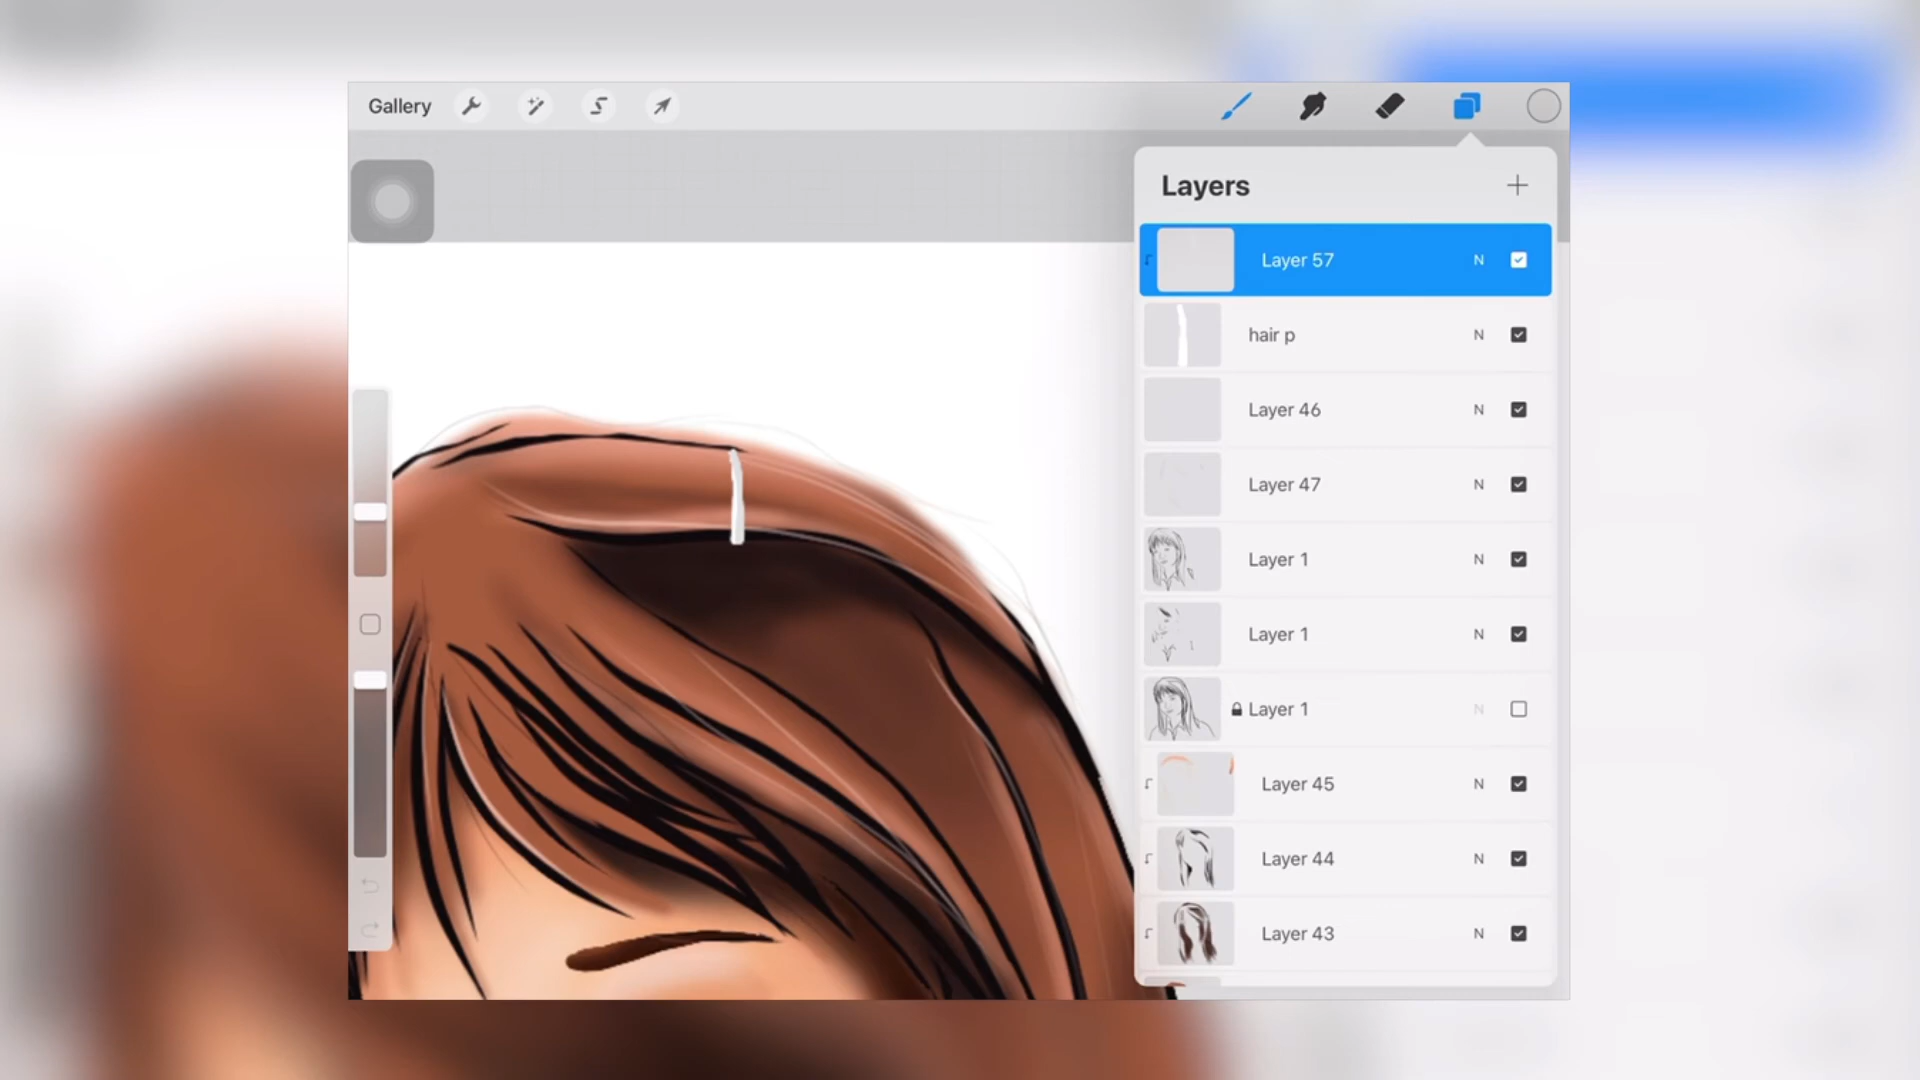 Gallery
Layers
Layer 57 N
hair p N
Layer 46 N
Layer 47 N
Layer 1 N
Layer 1 N
Layer 1 N
Layer 45 N
Layer 44 N
Layer 43 N